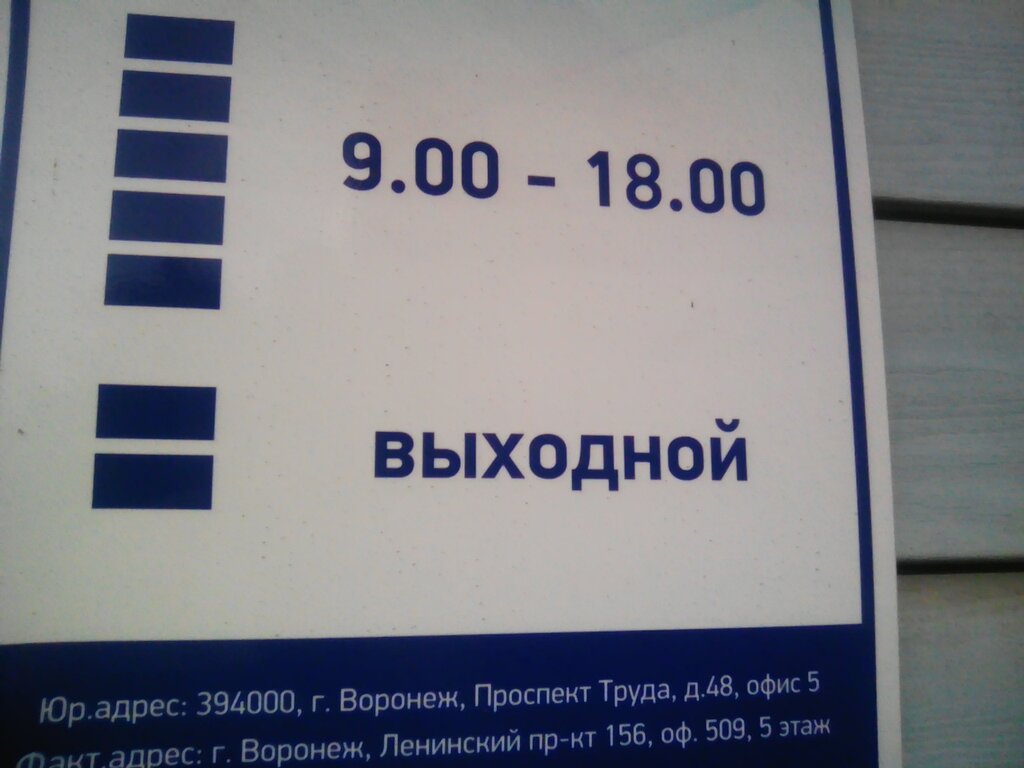 9.00 - 18.00
выходной
Юр.адрес: 394000, г. Воронеж, Проспект Труда, д.48, офис 5
Факт.адрес: г. Воронеж, Ленинский пр-кт 156, оф. 509, 5 этаж